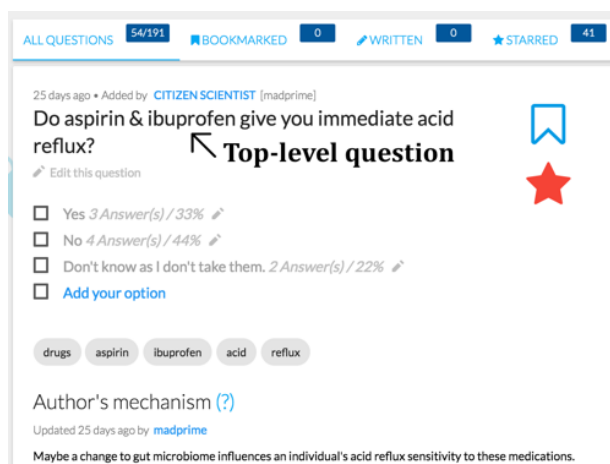 ALL QUESTIONS 54/191 BOOKMARKED 0 WRITTEN 0 STARRED 41
25 days ago • Added by CITIZEN SCIENTIST [madprime]
Do aspirin & ibuprofen give you immediate acid
reflux?
Top-level question
Edit this question
Yes 3 Answer(s) / 33%
No 4 Answer(s) / 44%
Don't know as I don't take them. 2 Answer(s) / 22%
Add your option
drugs aspirin ibuprofen acid reflux
Author's mechanism (?)
Updated 25 days ago by madprime
Maybe a change to gut microbiome influences an individual's acid reflux sensitivity to these medications.